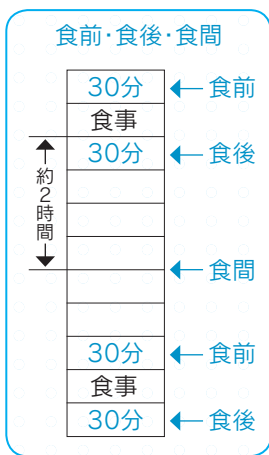 食前・食後・食間
30分 食前
食事
30分 食後
約2時間
食間
30分 食前
食事
30分 食後